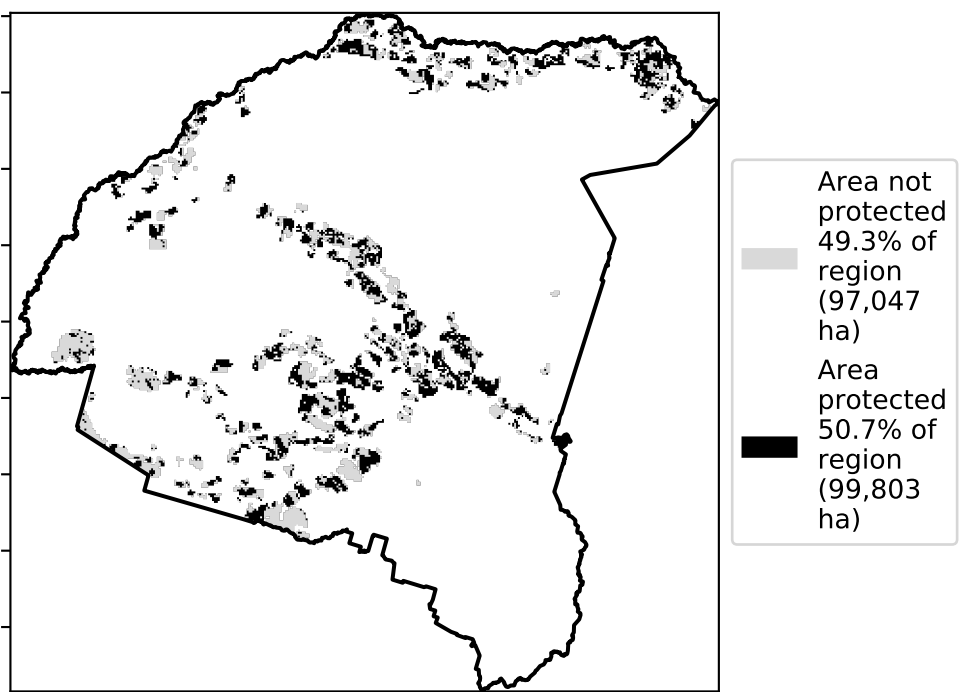 Area not
protected
49.3% of
region
(97,047
ha)
Area
protected
50.7% of
region
(99,803
ha)